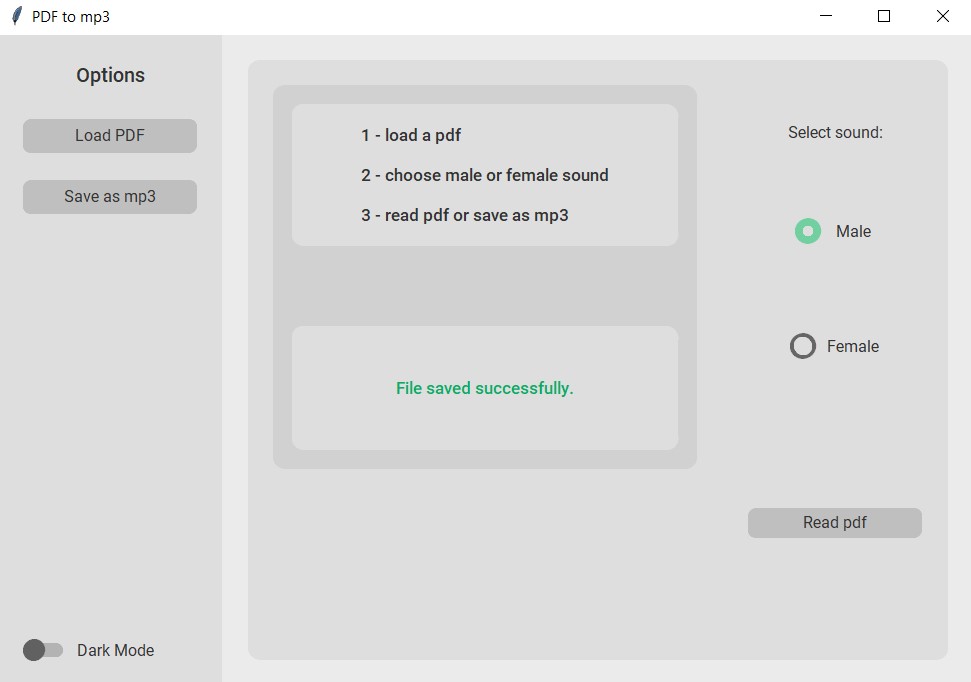 PDF to mp3
Options
Load PDF
Save as mp3
Dark Mode
1 - load a pdf
2 - choose male or female sound
3 - read pdf or save as mp3
File saved successfully.
Select sound:
Male
Female
Read pdf